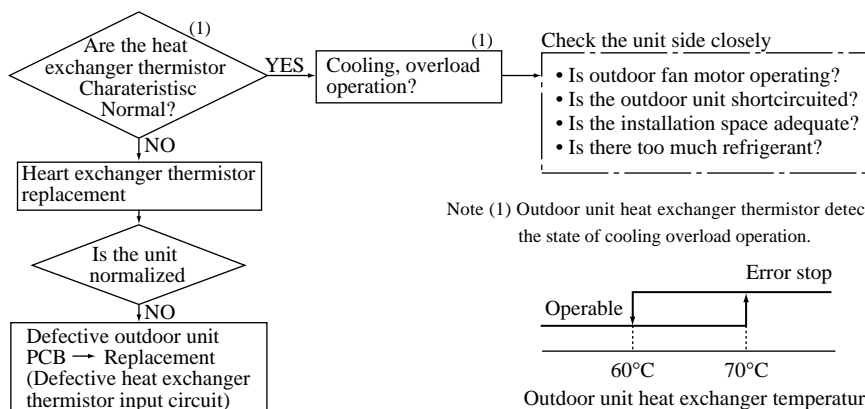 (1)
Are the heat
exchanger thermistor
Charateristisc
Normal?
YES
(1)
Cooling, overload
operation?
Check the unit side closely
• Is outdoor fan motor operating?
• Is the outdoor unit shortcircuited?
• Is the installation space adequate?
• Is there too much refrigerant?
NO
Heart exchanger thermistor
replacement
Is the unit
normalized
NO
Defective outdoor unit
PCB → Replacement
(Defective heat exchanger
thermistor input circuit)
Note (1) Outdoor unit heat exchanger thermistor detec
the state of cooling overload operation.
Error stop
Operable
60°C 70°C
Outdoor unit heat exchanger temperatur